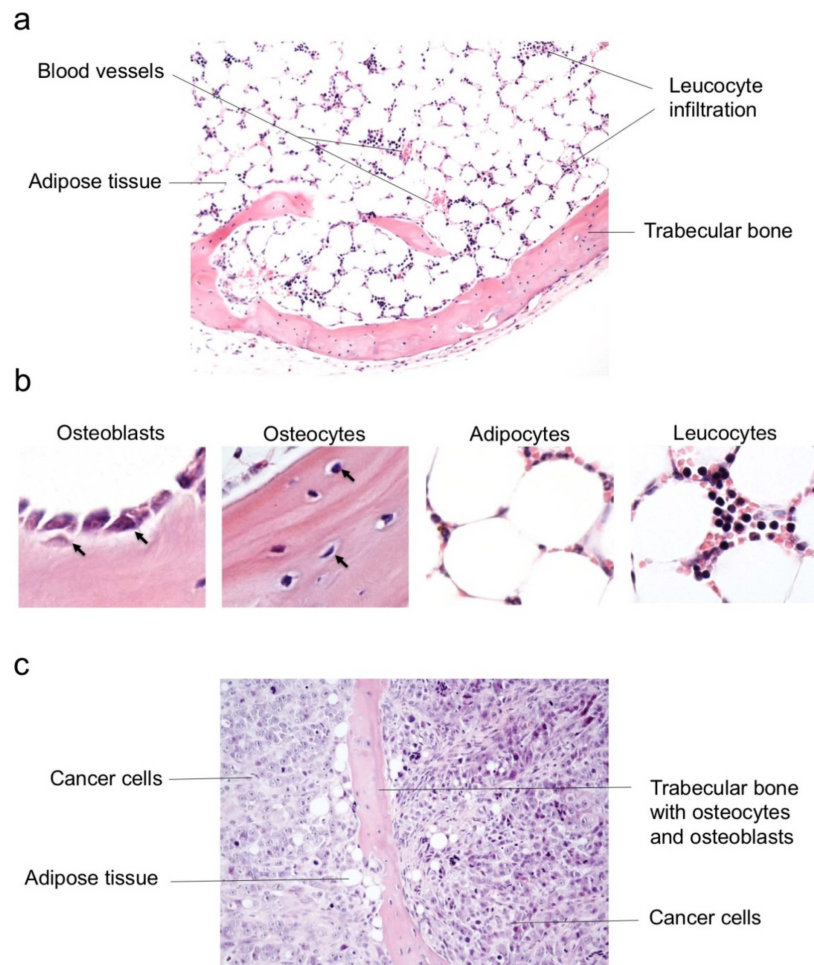 a
Blood vessels
Leucocyte
infiltration
Adipose tissue
Trabecular bone
b
Osteoblasts
Osteocytes
Adipocytes
Leucocytes
c
Cancer cells
Trabecular bone
with osteocytes
and osteoblasts
Adipose tissue
Cancer cells